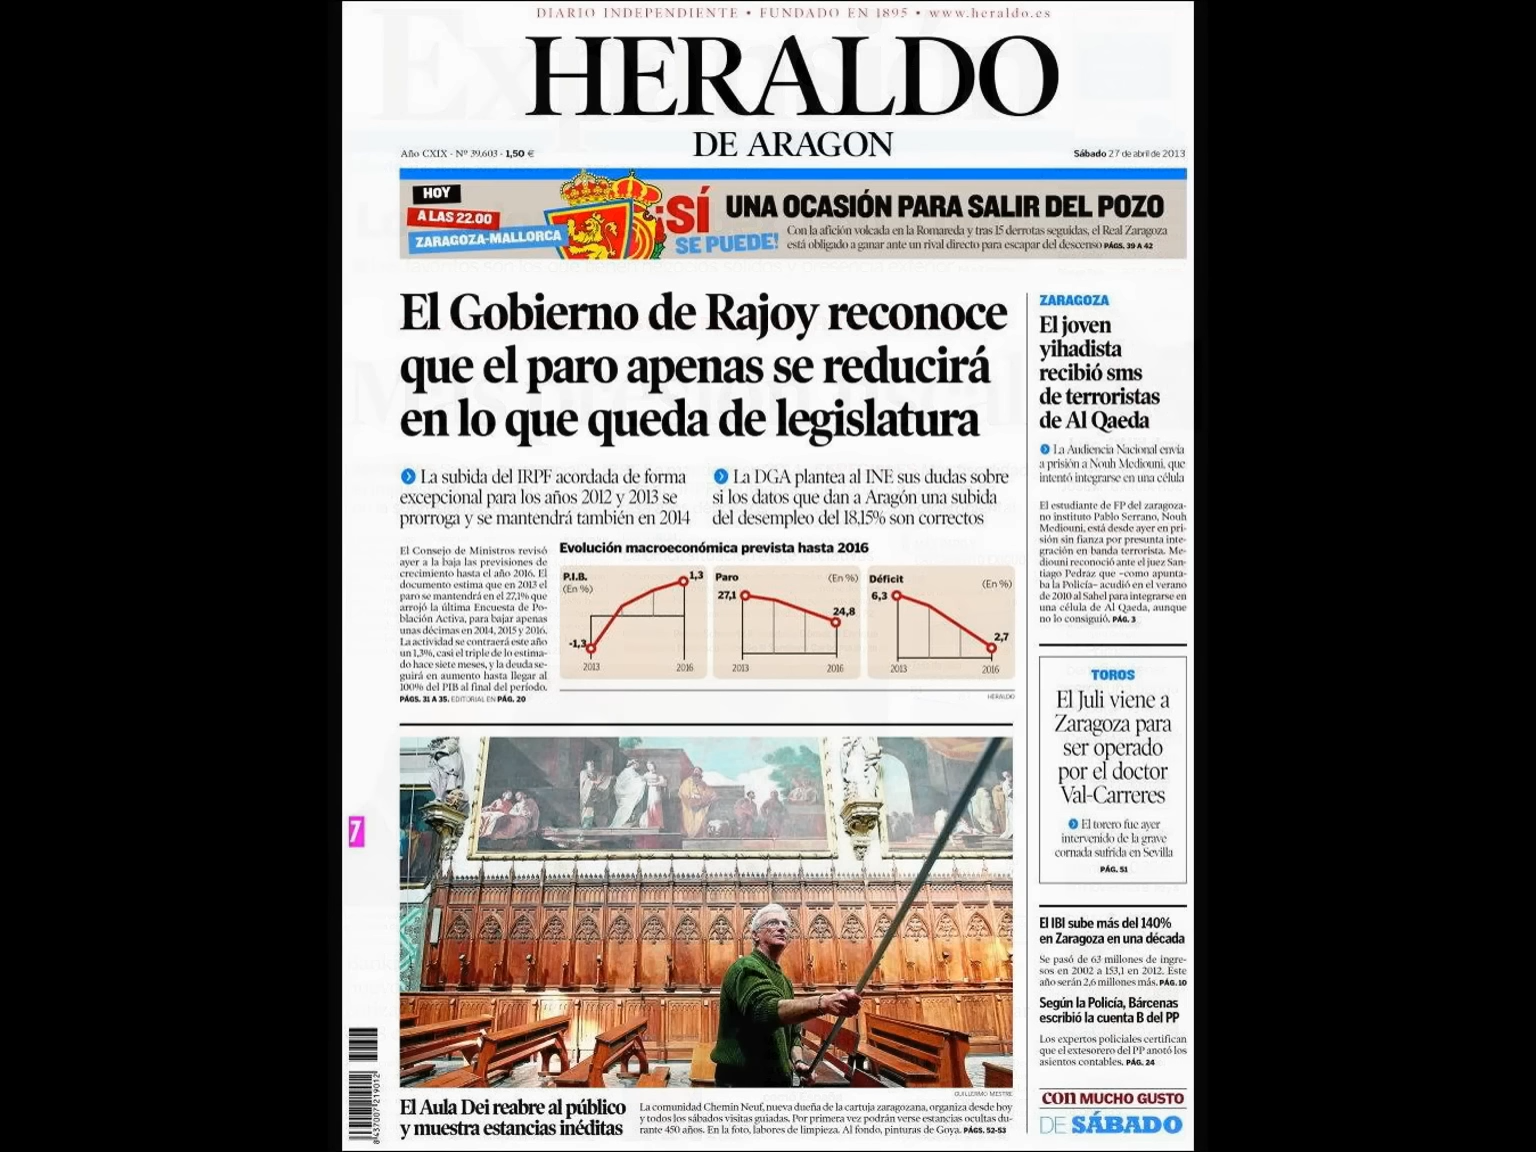 DIARIO INDEPENDIENTE • FUNDADO EN 1895 • www.heraldo.es
HERALDO
DE ARAGON
Año CXIX - Nº 39.603 - 1,50 €
Sábado 27 de abril de 2013
HOY
A LAS 22.00
ZARAGOZA-MALLORCA
¡SÍ
SE PUEDE!
UNA OCASIÓN PARA SALIR DEL POZO
Con la afición volcada en la Romareda y tras 15 derrotas seguidas, el Real Zaragoza
está obligado a ganar ante un rival directo para escapar del descenso PÁGS. 39 A 42
El Gobierno de Rajoy reconoce
que el paro apenas se reducirá
en lo que queda de legislatura
La subida del IRPF acordada de forma
excepcional para los años 2012 y 2013 se
prorroga y se mantendrá también en 2014
La DGA plantea al INE sus dudas sobre
si los datos que dan a Aragón una subida
del desempleo del 18,15% son correctos
El Consejo de Ministros revisó
ayer a la baja las previsiones de
crecimiento hasta el año 2016. El
documento estima que en 2013 el
paro se mantendrá en el 27,1% que
arrojó la última Encuesta de Po-
blación Activa, para bajar apenas
unas décimas en 2014, 2015 y 2016.
La actividad se contraerá este año
un 1,3%, casi el triple de lo estima-
do hace siete meses, y la deuda se-
guirá en aumento hasta llegar al
100% del PIB al final del período.
PÁGS. 31 A 35. EDITORIAL EN PÁG. 20
Evolución macroeconómica prevista hasta 2016
P.I.B.
(En %)
1,3
-1,3
2013
2016
Paro
(En %)
27,1
24,8
2013
2016
Déficit
(En %)
6,3
2,7
2013
2016
HERALDO
GUILLERMO MESTRE
El Aula Dei reabre al público
y muestra estancias inéditas
La comunidad Chemin Neuf, nueva dueña de la cartuja zaragozana, organiza desde hoy
y todos los sábados visitas guiadas. Por primera vez podrán verse estancias ocultas du-
rante 450 años. En la foto, labores de limpieza. Al fondo, pinturas de Goya. PÁGS. 52-53
ZARAGOZA
El joven
yihadista
recibió sms
de terroristas
de Al Qaeda
La Audiencia Nacional envía
a prisión a Nouh Mediouni, que
intentó integrarse en una célula
El estudiante de FP del zaragoza-
no instituto Pablo Serrano, Nouh
Mediouni, está desde ayer en pri-
sión sin fianza por presunta inte-
gración en banda terrorista. Me-
diouni reconoció ante el juez San-
tiago Pedraz que –como apunta-
ba la Policía– acudió en el verano
de 2010 al Sahel para integrarse en
una célula de Al Qaeda, aunque
no lo consiguió. PÁG. 3
TOROS
El Juli viene a
Zaragoza para
ser operado
por el doctor
Val-Carreres
El torero fue ayer
intervenido de la grave
cornada sufrida en Sevilla
PÁG. 51
El IBI sube más del 140%
en Zaragoza en una década
Se pasó de 63 millones de ingre-
sos en 2002 a 153,1 en 2012. Este
año serán 2,6 millones más. PÁG. 10
Según la Policía, Bárcenas
escribió la cuenta B del PP
Los expertos policiales certifican
que el extesorero del PP anotó los
asientos contables. PÁG. 24
con MUCHO GUSTO
DE SÁBADO
7
8437007219012